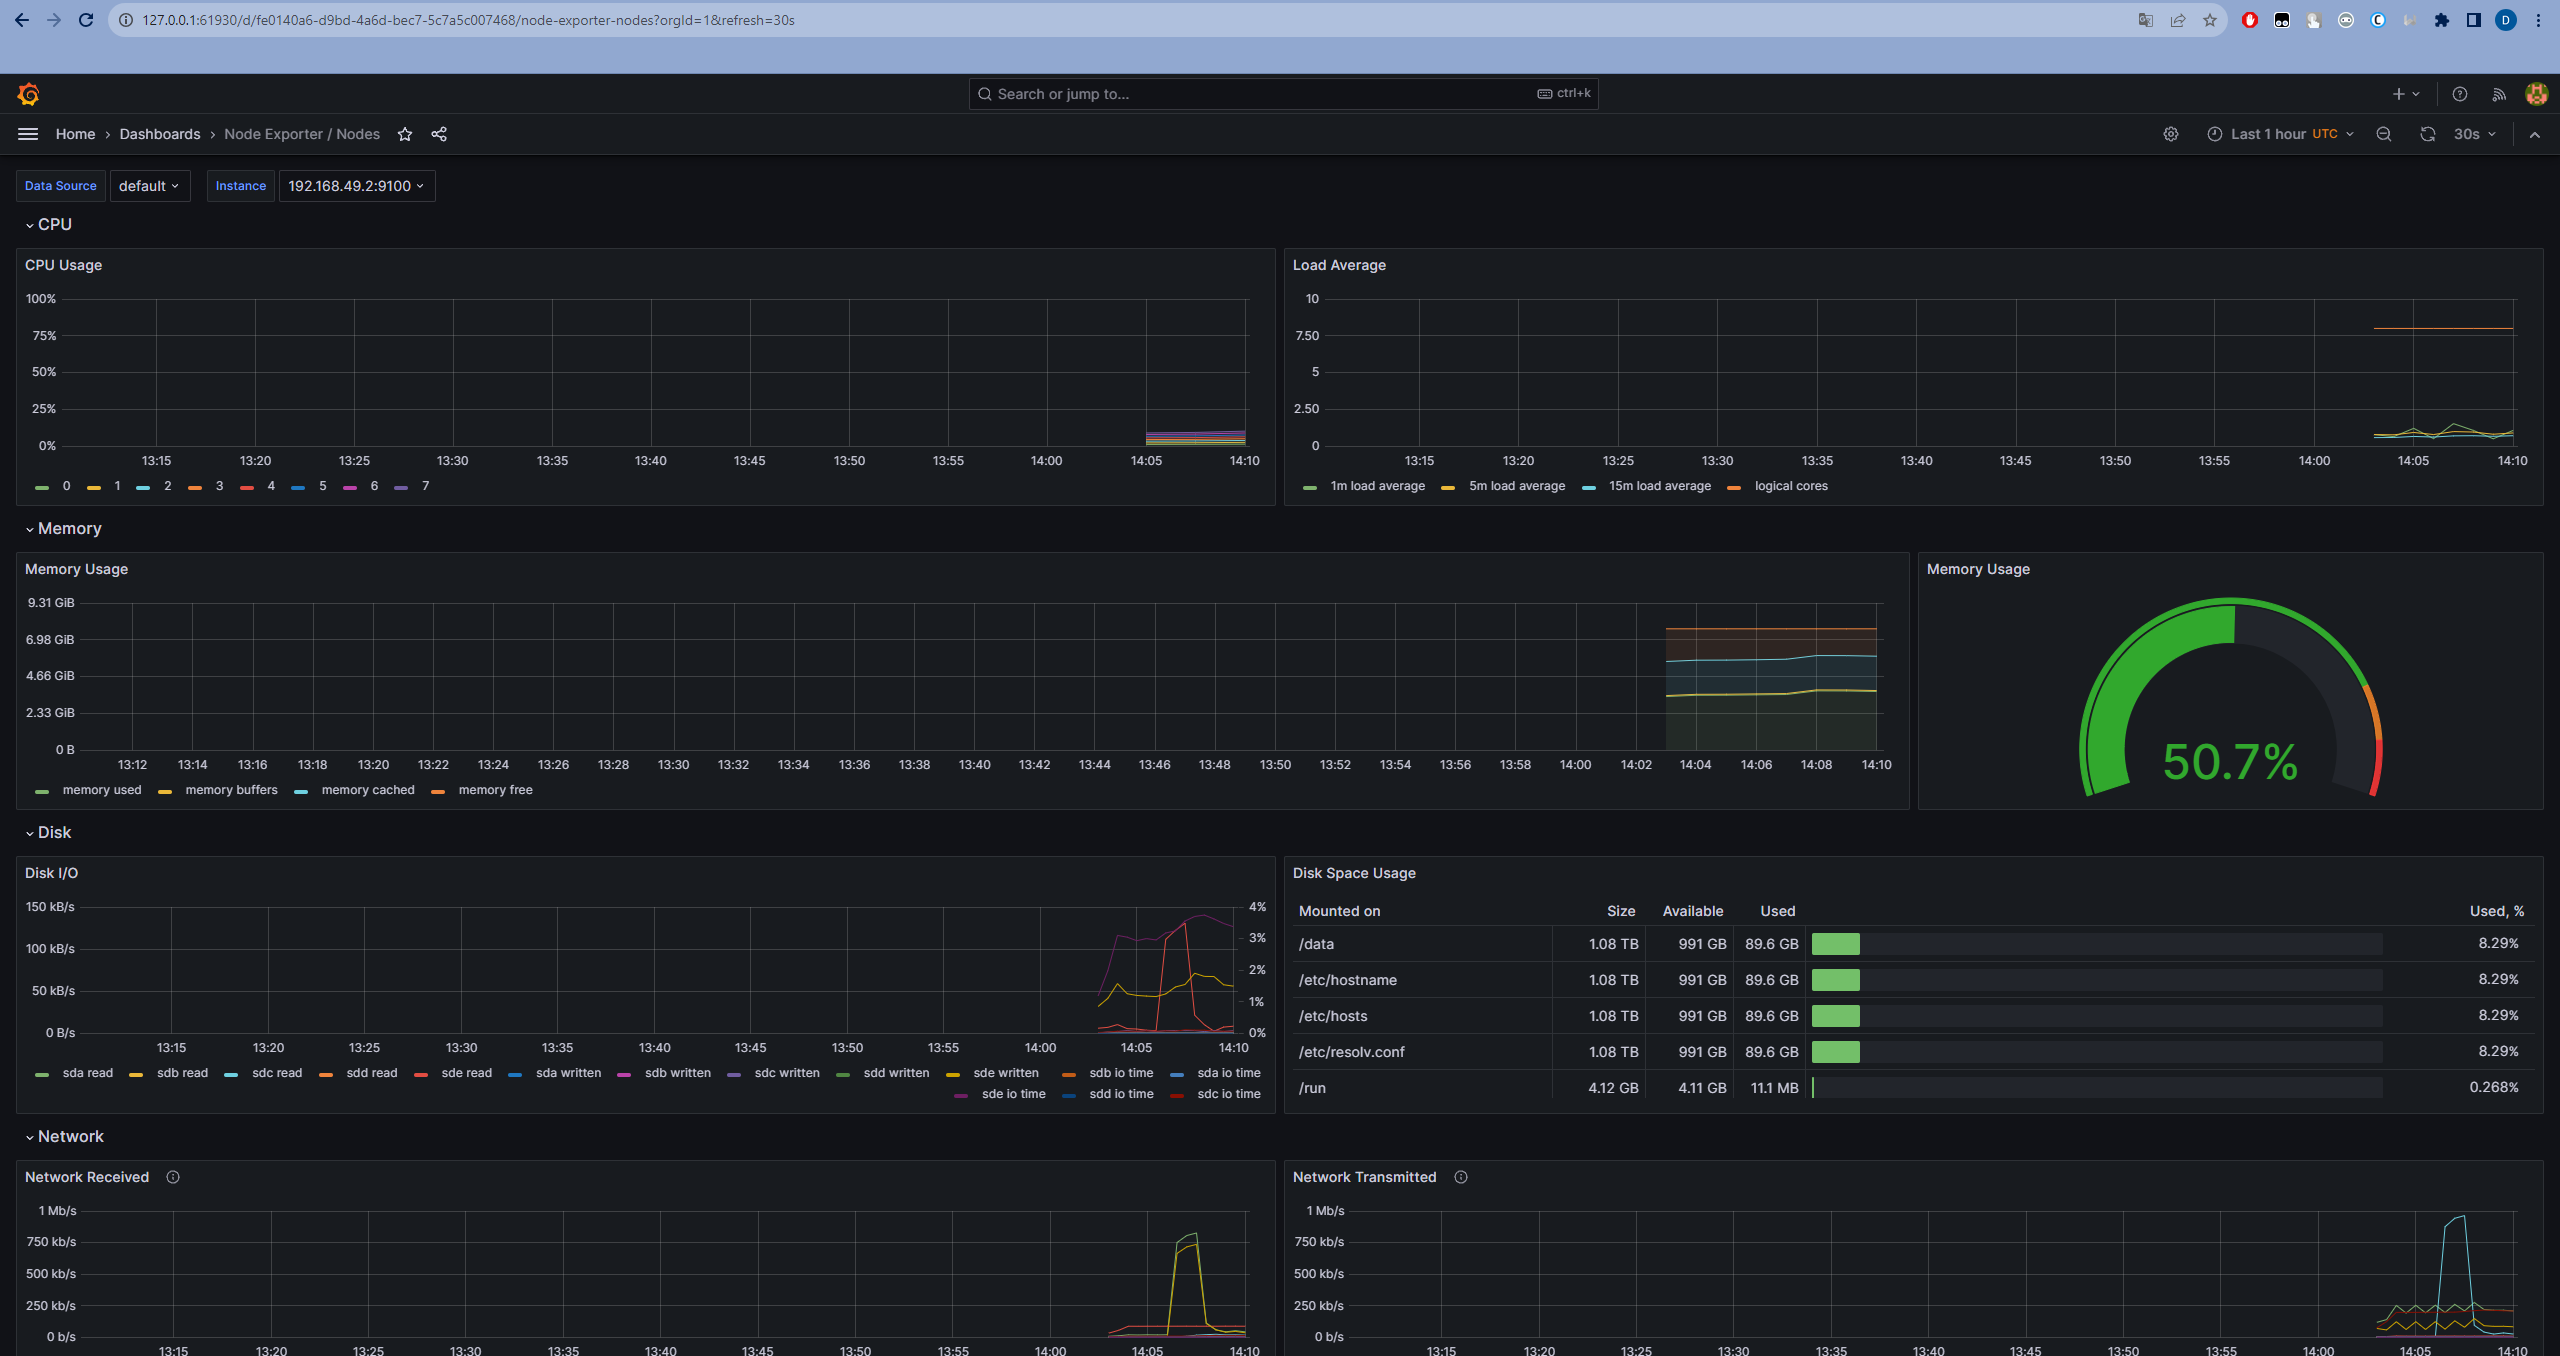 127.0.0.1:61930/d/fe0140a6-d9bd-4a6d-bec7-5c7a5c007468/node-exporter-nodes?orgId=1&refresh=30s
D
Search or jump to...
ctrl+k
Home › Dashboards › Node Exporter / Nodes
Last 1 hour UTC
30s
Data Source default Instance 192.168.49.2:9100
CPU
CPU Usage
100%
75%
50%
25%
0%
13:15 13:20 13:25 13:30 13:35 13:40 13:45 13:50 13:55 14:00 14:05 14:10
0 1 2 3 4 5 6 7
Load Average
10
7.50
5
2.50
0
13:15 13:20 13:25 13:30 13:35 13:40 13:45 13:50 13:55 14:00 14:05 14:10
1m load average 5m load average 15m load average logical cores
Memory
Memory Usage
9.31 GiB
6.98 GiB
4.66 GiB
2.33 GiB
0 B
13:12 13:14 13:16 13:18 13:20 13:22 13:24 13:26 13:28 13:30 13:32 13:34 13:36 13:38 13:40 13:42 13:44 13:46 13:48 13:50 13:52 13:54 13:56 13:58 14:00 14:02 14:04 14:06 14:08 14:10
memory used memory buffers memory cached memory free
Memory Usage
50.7%
Disk
Disk I/O
150 kB/s
100 kB/s
50 kB/s
0 B/s
4%
3%
2%
1%
0%
13:15 13:20 13:25 13:30 13:35 13:40 13:45 13:50 13:55 14:00 14:05 14:10
sda read sdb read sdc read sdd read sde read sda written sdb written sdc written sdd written sde written sdb io time sda io time
sde io time sdd io time sdc io time
Disk Space Usage
Mounted on Size Available Used Used, %
/data 1.08 TB 991 GB 89.6 GB 8.29%
/etc/hostname 1.08 TB 991 GB 89.6 GB 8.29%
/etc/hosts 1.08 TB 991 GB 89.6 GB 8.29%
/etc/resolv.conf 1.08 TB 991 GB 89.6 GB 8.29%
/run 4.12 GB 4.11 GB 11.1 MB 0.268%
Network
Network Received
1 Mb/s
750 kb/s
500 kb/s
250 kb/s
0 b/s
13:15 13:20 13:25 13:30 13:35 13:40 13:45 13:50 13:55 14:00 14:05 14:10
Network Transmitted
1 Mb/s
750 kb/s
500 kb/s
250 kb/s
0 b/s
13:15 13:20 13:25 13:30 13:35 13:40 13:45 13:50 13:55 14:00 14:05 14:10